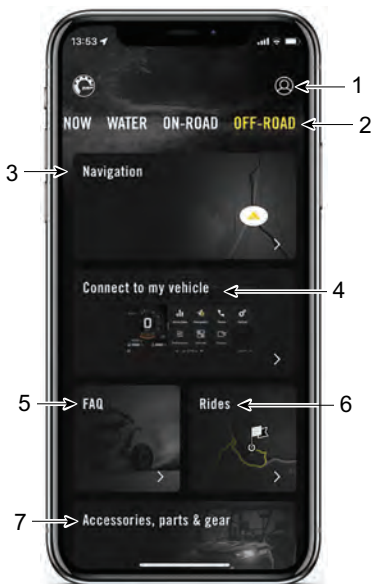 13:53
1
NOW WATER ON-ROAD OFF-ROAD
2
3
Navigation
Connect to my vehicle
4
0
5
FAQ
Rides
6
7
Accessories, parts & gear